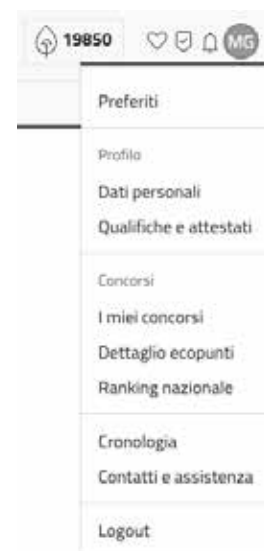 19850 MG
Preferiti
Profilo
Dati personali
Qualifiche e attestati
Concorsi
I miei concorsi
Dettaglio ecopunti
Ranking nazionale
Cronologia
Contatti e assistenza
Logout